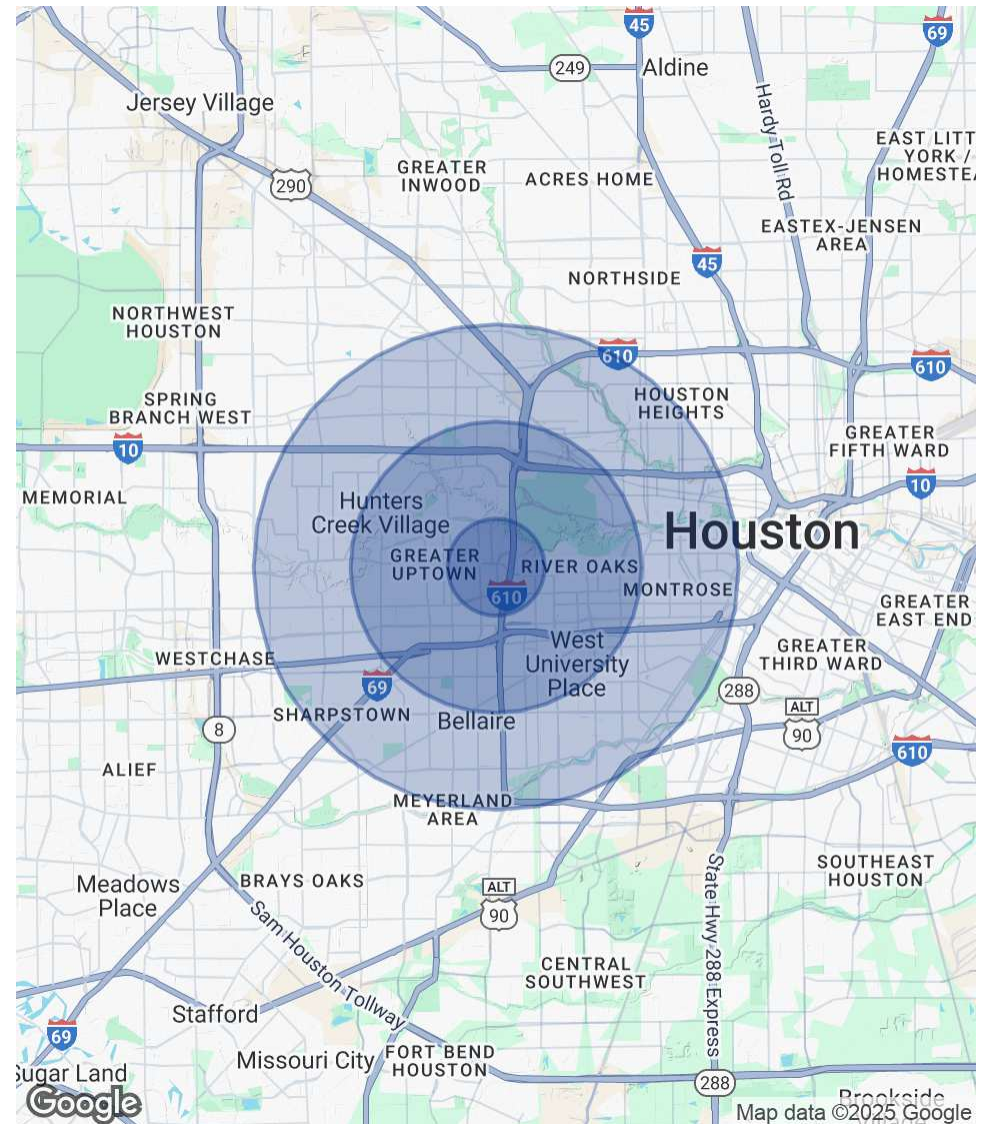 45
69
249
Aldine
Jersey Village
Hardy Toll Rd
EAST LITT
YORK /
HOMESTEA
GREATER
INWOOD
ACRES HOME
290
EASTEX-JENSEN
AREA
45
NORTHSIDE
NORTHWEST
HOUSTON
610
610
SPRING
BRANCH WEST
HOUSTON
HEIGHTS
10
GREATER
FIFTH WARD
10
MEMORIAL
Hunters
Creek Village
Houston
GREATER
UPTOWN
RIVER OAKS
610
MONTROSE
GREATER
EAST END
WESTCHASE
West
University
Place
GREATER
THIRD WARD
69
288
SHARPSTOWN
Bellaire
ALT
90
8
610
ALIEF
MEYERLAND
AREA
Meadows
Place
BRAYS OAKS
SOUTHEAST
HOUSTON
ALT
90
Sam Houston Tollway
State Hwy 288 Express
CENTRAL
SOUTHWEST
Stafford
69
Missouri City
FORT BEND
HOUSTON
Sugar Land
288
Brookside
Village
Google
Map data ©2025 Google